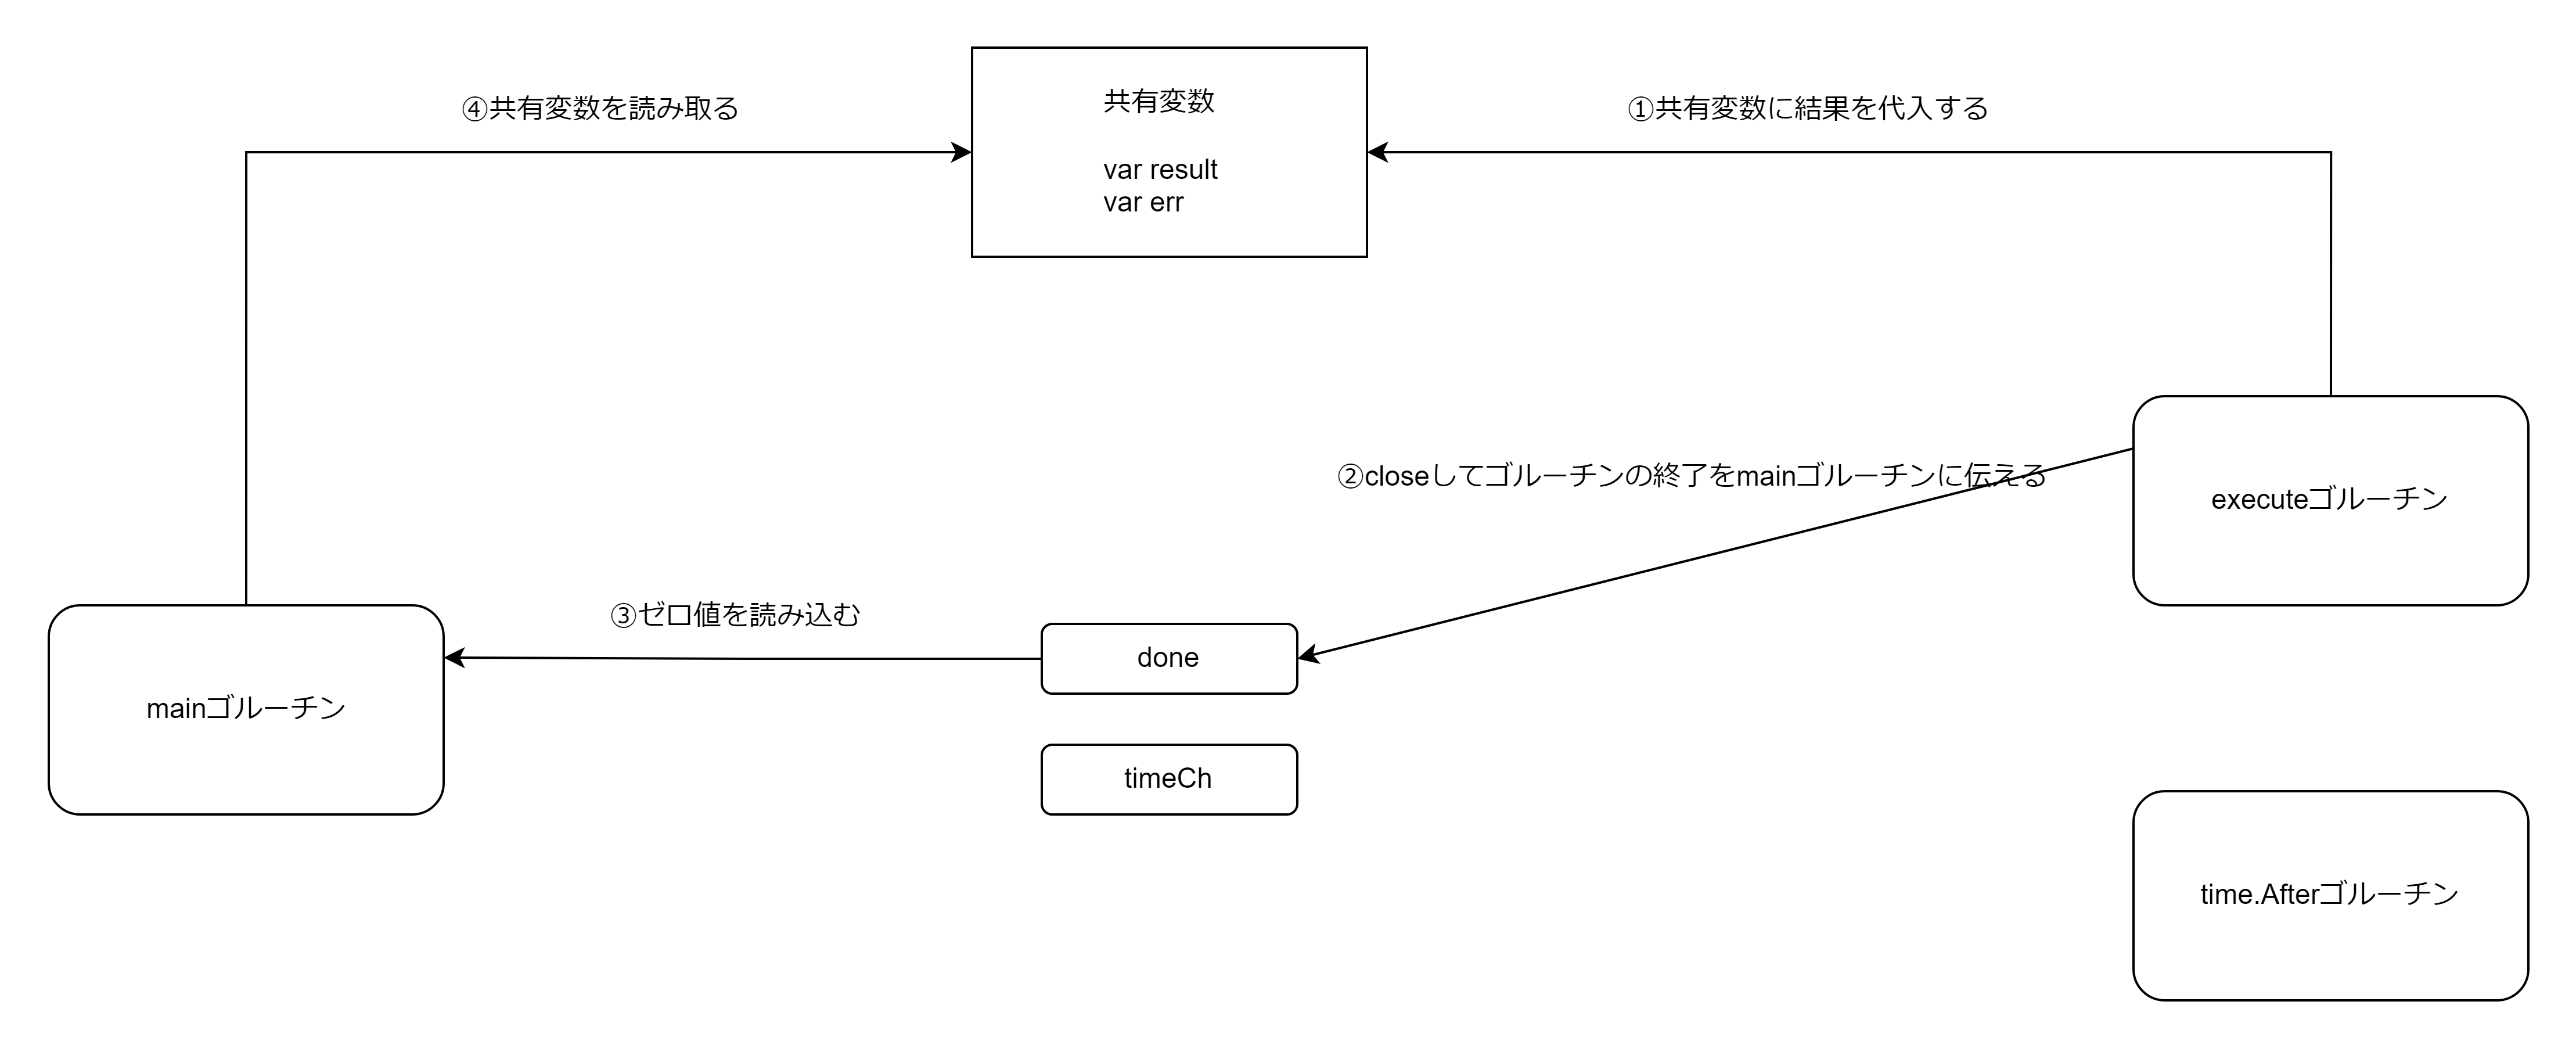 共有変数
④共有変数を読み取る
①共有変数に結果を代入する
var result
var err
②closeしてゴルーチンの終了をmainゴルーチンに伝える
executeゴルーチン
③ゼロ値を読み込む
done
mainゴルーチン
timeCh
time.Afterゴルーチン